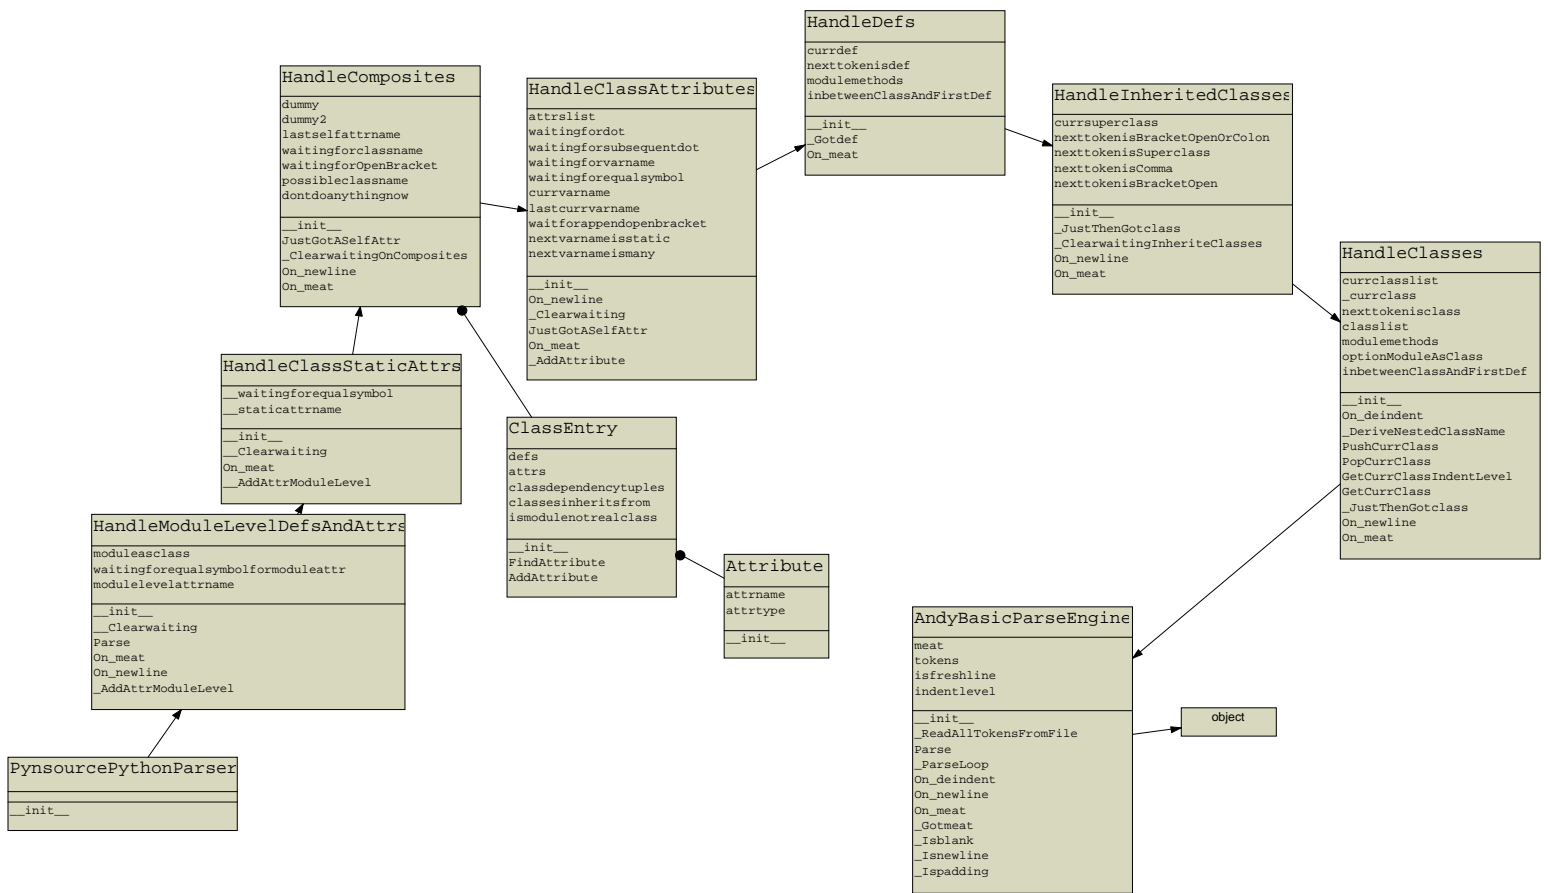 HandleDefs
currdef
nexttokenisdef
modulemethods
inbetweenClassAndFirstDef
__init__
_Gotdef
On_meat
HandleComposites
dummy
dummy2
lastselfattrname
waitingforclassname
waitingforOpenBracket
possibleclassname
dontdoanythingnow
__init__
JustGotASelfAttr
_ClearwaitingOnComposites
On_newline
On_meat
HandleClassAttributes
attrslist
waitingfordot
waitingforsubsequentdot
waitingforvarname
waitingforequalsymbol
currvarname
lastcurrvarname
waitforappendopenbracket
nextvarnameisstatic
nextvarnameismany
__init__
On_newline
_Clearwaiting
JustGotASelfAttr
On_meat
_AddAttribute
HandleInheritedClasses
currsuperclass
nexttokenisBracketOpenOrColon
nexttokenisSuperclass
nexttokenisComma
nexttokenisBracketOpen
__init__
_JustThenGotclass
_ClearwaitingInheriteClasses
On_newline
On_meat
HandleClasses
currclasslist
_currclass
nexttokenisclass
classlist
modulemethods
optionModuleAsClass
inbetweenClassAndFirstDef
__init__
On_deindent
_DeriveNestedClassName
PushCurrClass
PopCurrClass
GetCurrClassIndentLevel
GetCurrClass
_JustThenGotclass
On_newline
On_meat
HandleClassStaticAttrs
__waitingforequalsymbol
__staticattrname
__init__
__Clearwaiting
On_meat
__AddAttrModuleLevel
ClassEntry
defs
attrs
classdependencytuples
classesinheritsfrom
ismodulenotrealclass
__init__
FindAttribute
AddAttribute
HandleModuleLevelDefsAndAttrs
moduleasclass
waitingforequalsymbolformoduleattr
modulelevelattrname
__init__
__Clearwaiting
Parse
On_meat
On_newline
_AddAttrModuleLevel
Attribute
attrname
attrtype
__init__
AndyBasicParseEngine
meat
tokens
isfreshline
indentlevel
__init__
_ReadAllTokensFromFile
Parse
_ParseLoop
On_deindent
On_newline
On_meat
_Gotmeat
_Isblank
_Isnewline
_Ispadding
object
PynsourcePythonParser
__init__